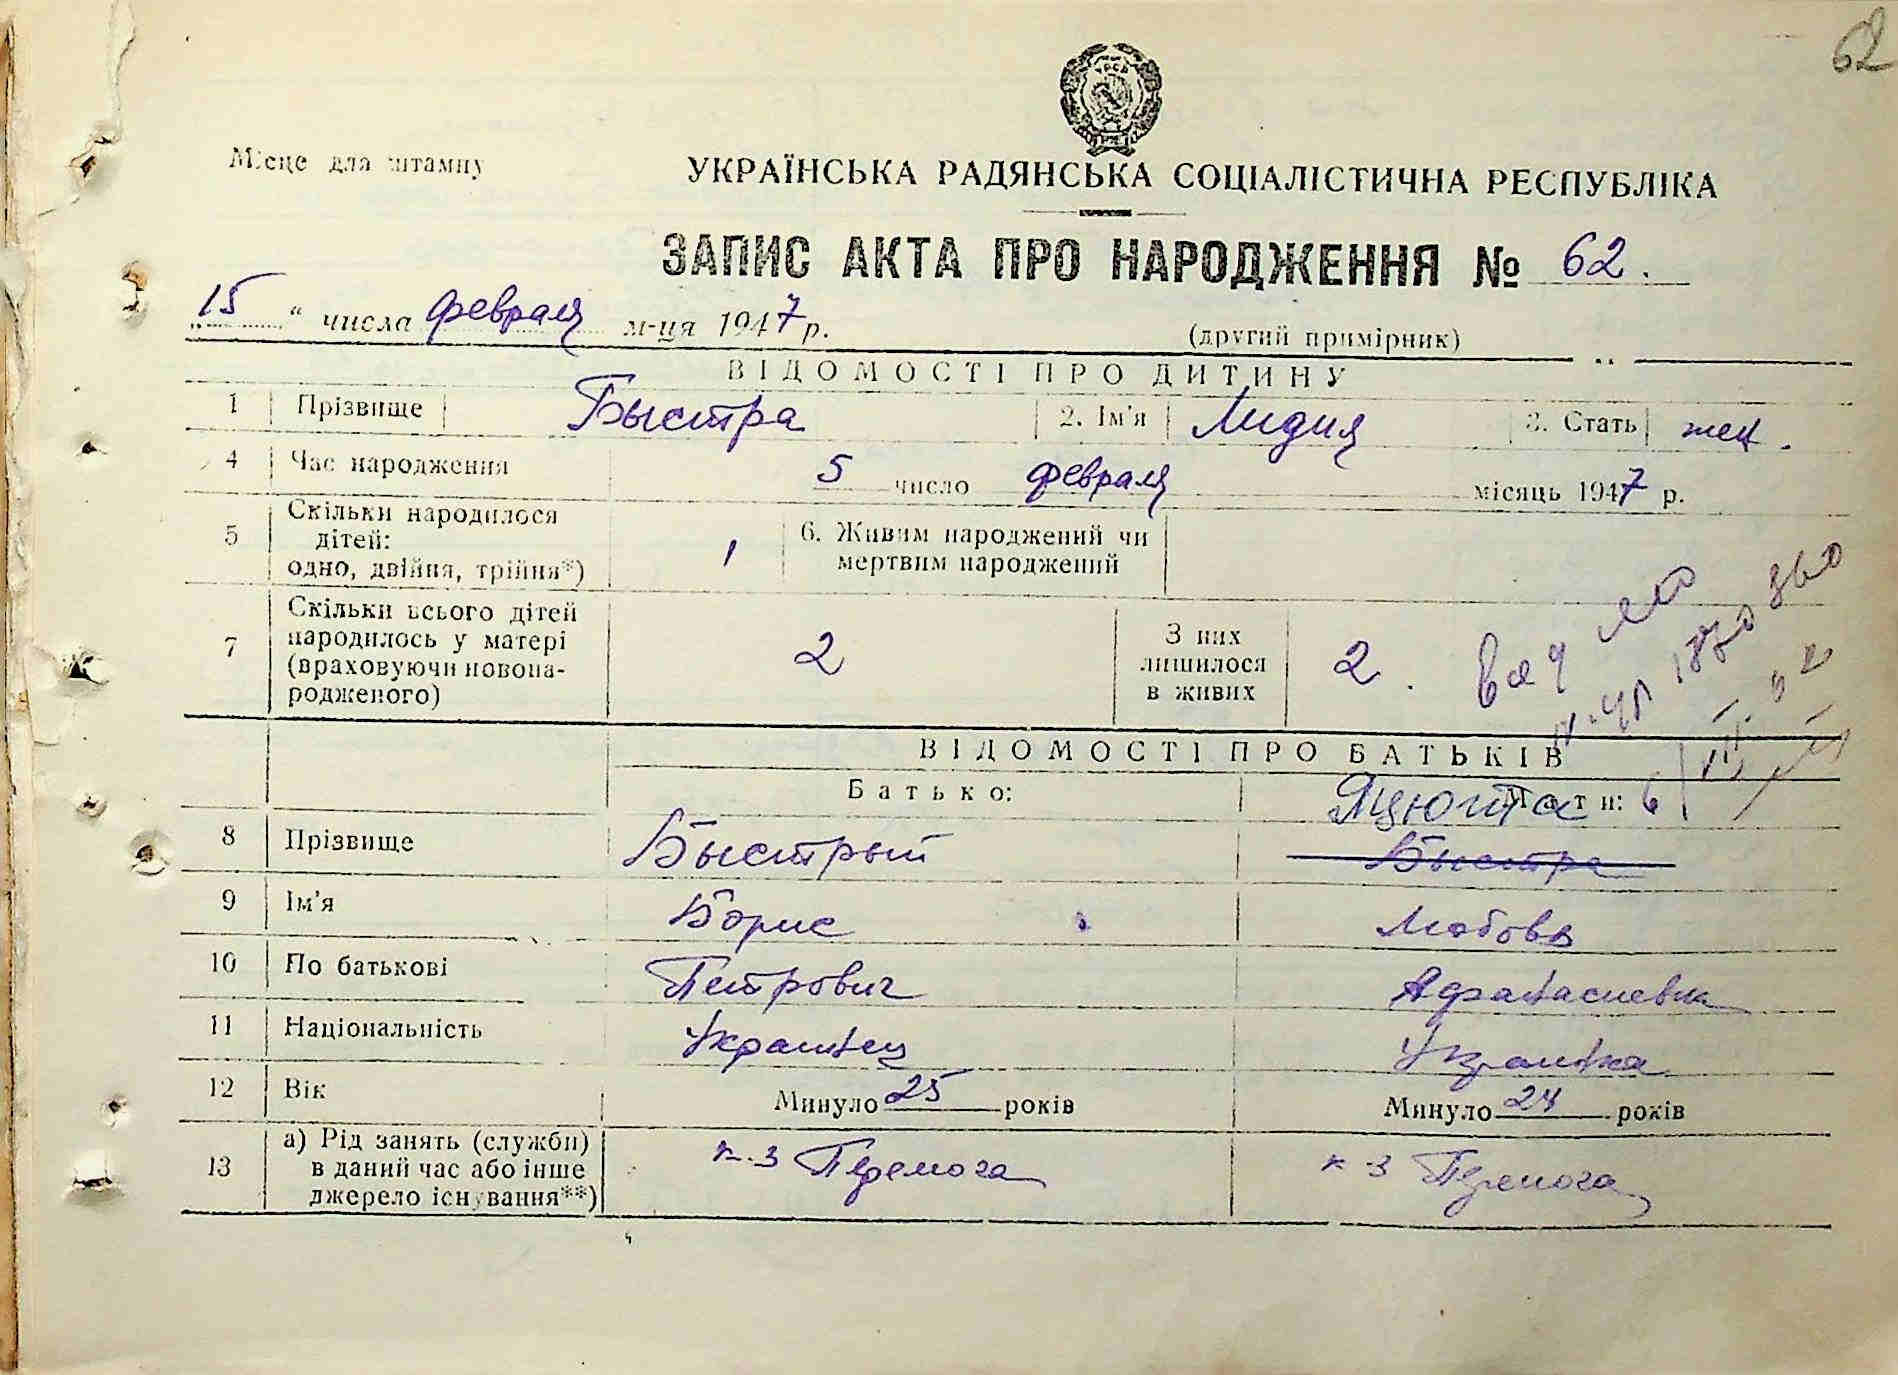 62
УРСР
Місце для штампу
УКРАЇНСЬКА РАДЯНСЬКА СОЦІАЛІСТИЧНА РЕСПУБЛІКА
ЗАПИС АКТА ПРО НАРОДЖЕННЯ № 62.
„15“ числа февраля м-ця 1947 р.
(другий примірник)
ВІДОМОСТІ ПРО ДИТИНУ
1 Прізвище Быстра 2. Ім'я Лидия 3. Стать жен.
4 Час народження 5 число февраля місяць 1947 р.
5 Скільки народилося
дітей:
одно, двійня, трійня*) 1
6. Живим народжений чи
мертвим народжений
7 Скільки всього дітей
народилось у матері
(враховуючи новона-
родженого) 2
З них
лишилося
в живих 2.
ВІДОМОСТІ ПРО БАТЬКІВ
Батько: Мати:
Яцюта
8 Прізвище Быстрый Быстра
9 Ім'я Борис Любовь
10 По батькові Петрович Афанасиевна
11 Національність Украинец Украинка
12 Вік Минуло 25 років Минуло 24 років
13 а) Рід занять (служби)
в даний час або інше
джерело існування**) к-з Перемога к-з Перемога